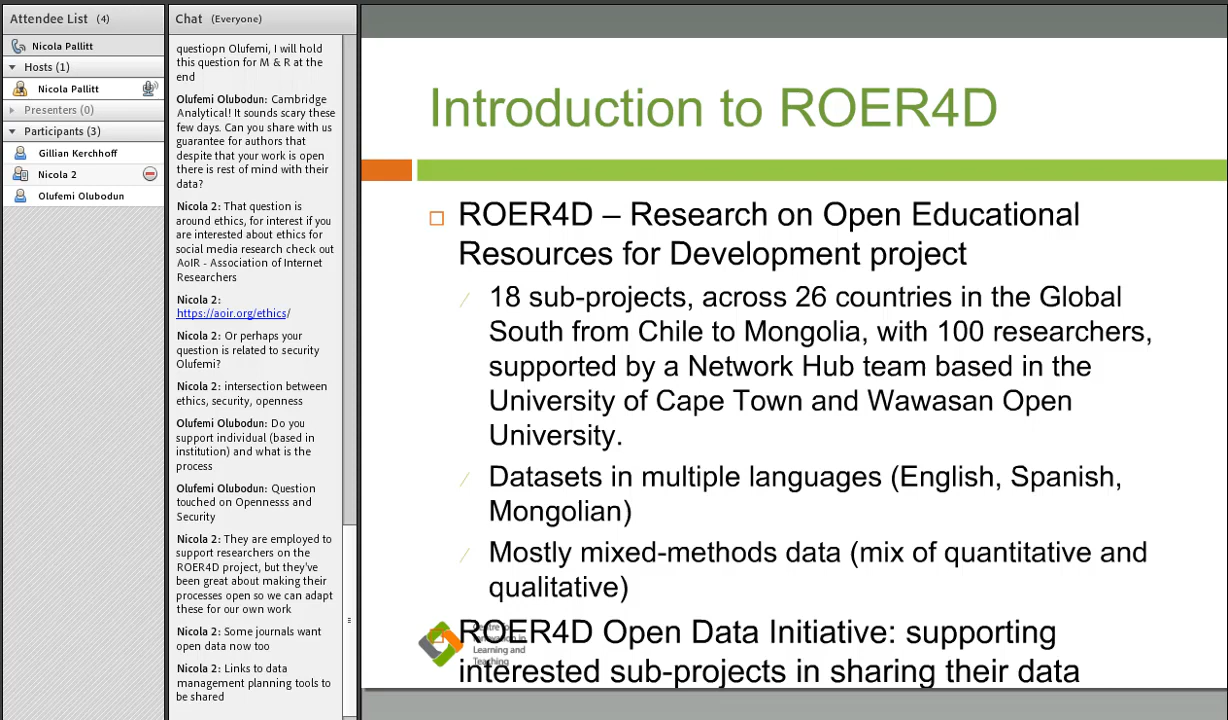 Attendee List (4)
Nicola Pallitt
Hosts (1)
Nicola Pallitt
Presenters (0)
Participants (3)
Gillian Kerchhoff
Nicola 2
Olufemi Olubodun
Chat (Everyone)
questiopn Olufemi, I will hold
this question for M & R at the
end
Olufemi Olubodun: Cambridge
Analytical! It sounds scary these
few days. Can you share with us
guarantee for authors that
despite that your work is open
there is rest of mind with their
data?
Nicola 2: That question is
around ethics, for interest if you
are interested about ethics for
social media research check out
AoIR - Association of Internet
Researchers
Nicola 2:
https://aoir.org/ethics/
Nicola 2: Or perhaps your
question is related to security
Olufemi?
Nicola 2: intersection between
ethics, security, openness
Olufemi Olubodun: Do you
support individual (based in
institution) and what is the
process
Olufemi Olubodun: Question
touched on Opennesss and
Security
Nicola 2: They are employed to
support researchers on the
ROER4D project, but they've
been great about making their
processes open so we can adapt
these for our own work
Nicola 2: Some journals want
open data now too
Nicola 2: Links to data
management planning tools to
be shared
Introduction to ROER4D
ROER4D – Research on Open Educational
Resources for Development project
18 sub-projects, across 26 countries in the Global
South from Chile to Mongolia, with 100 researchers,
supported by a Network Hub team based in the
University of Cape Town and Wawasan Open
University.
Datasets in multiple languages (English, Spanish,
Mongolian)
Mostly mixed-methods data (mix of quantitative and
qualitative)
ROER4D Open Data Initiative: supporting
interested sub-projects in sharing their data
Learning and